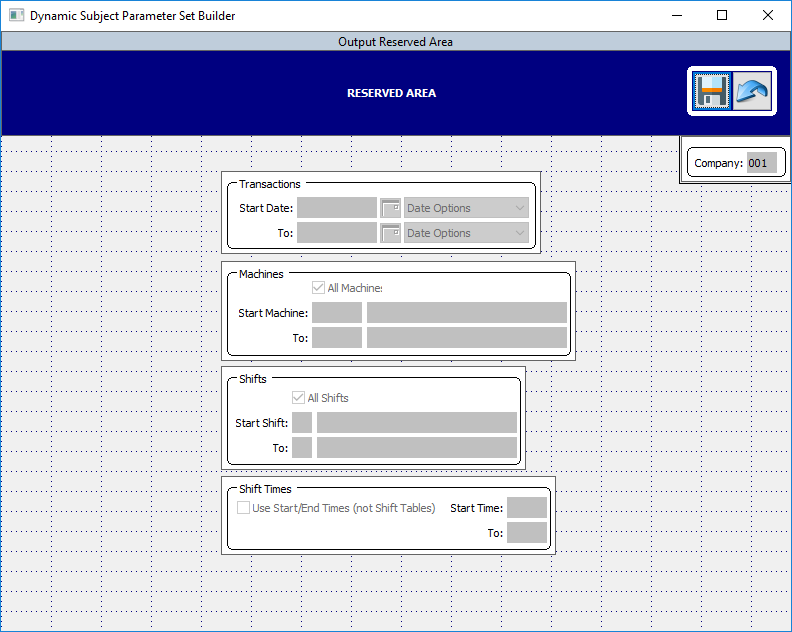 Dynamic Subject Parameter Set Builder
Output Reserved Area
RESERVED AREA
Company: 001
Transactions
Start Date: Date Options
To: Date Options
Machines
All Machines
Start Machine:
To:
Shifts
All Shifts
Start Shift:
To:
Shift Times
Use Start/End Times (not Shift Tables) Start Time:
To: